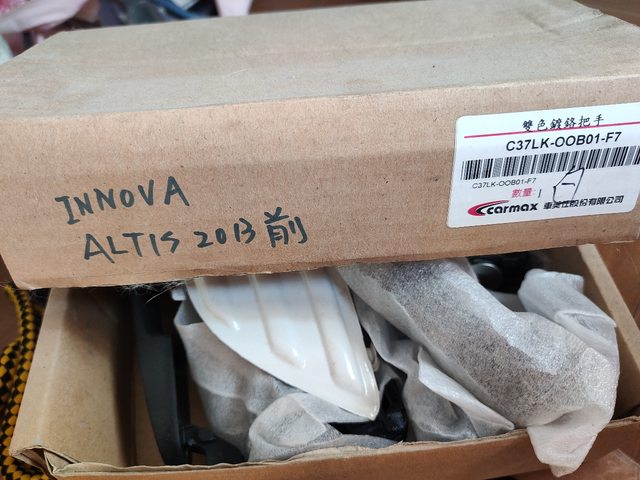 INNOVA
ALTIS 2013前
雙色鍍鉻把手
C37LK-OOB01-F7
C37LK-OOB01-F7
數量: 1
carmax 車美仕股份有限公司